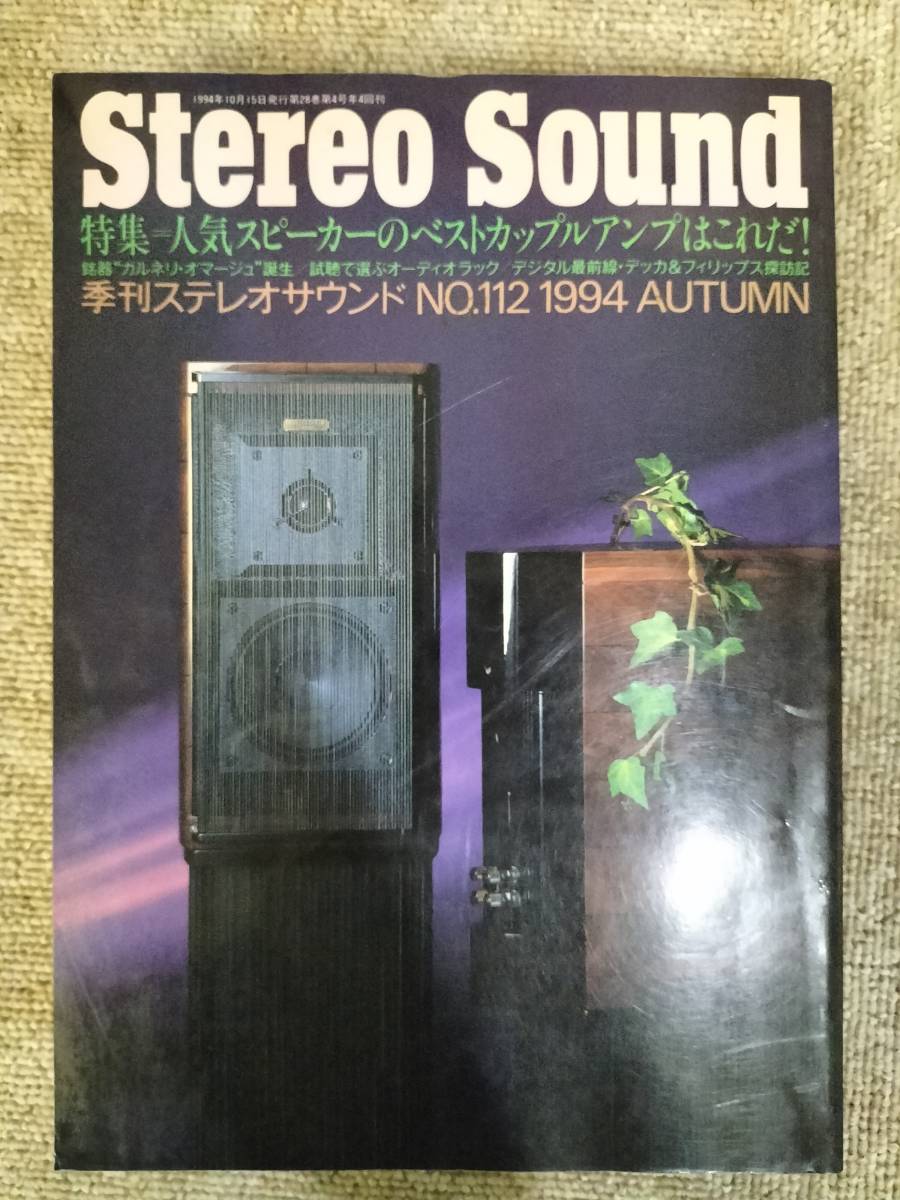 1994年10月15日発行第28巻第4号年4回刊
Stereo Sound
特集=人気スピーカーのベストカップルアンプはこれだ!
銘器“ガルネリ・オマージュ”誕生/試聴で選ぶオーディオラック/デジタル最前線・デッカ&フィリップス探訪記
季刊ステレオサウンド NO.112 1994 AUTUMN